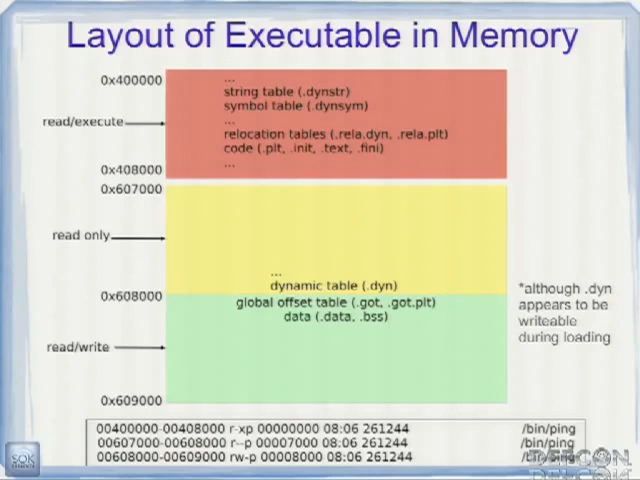 Layout of Executable in Memory
0x400000
...
string table (.dynstr)
symbol table (.dynsym)
read/execute
...
relocation tables (.rela.dyn, .rela.plt)
code (.plt, .init, .text, .fini)
0x408000
...
0x607000
read only
...
dynamic table (.dyn)
0x608000
global offset table (.got, .got.plt)
data (.data, .bss)
*although .dyn
appears to be
writeable
during loading
read/write
0x609000
00400000-00408000 r-xp 00000000 08:06 261244 /bin/ping
00607000-00608000 r--p 00007000 08:06 261244 /bin/ping
00608000-00609000 rw-p 00008000 08:06 261244 /bin/ping
SOK
DEFCON